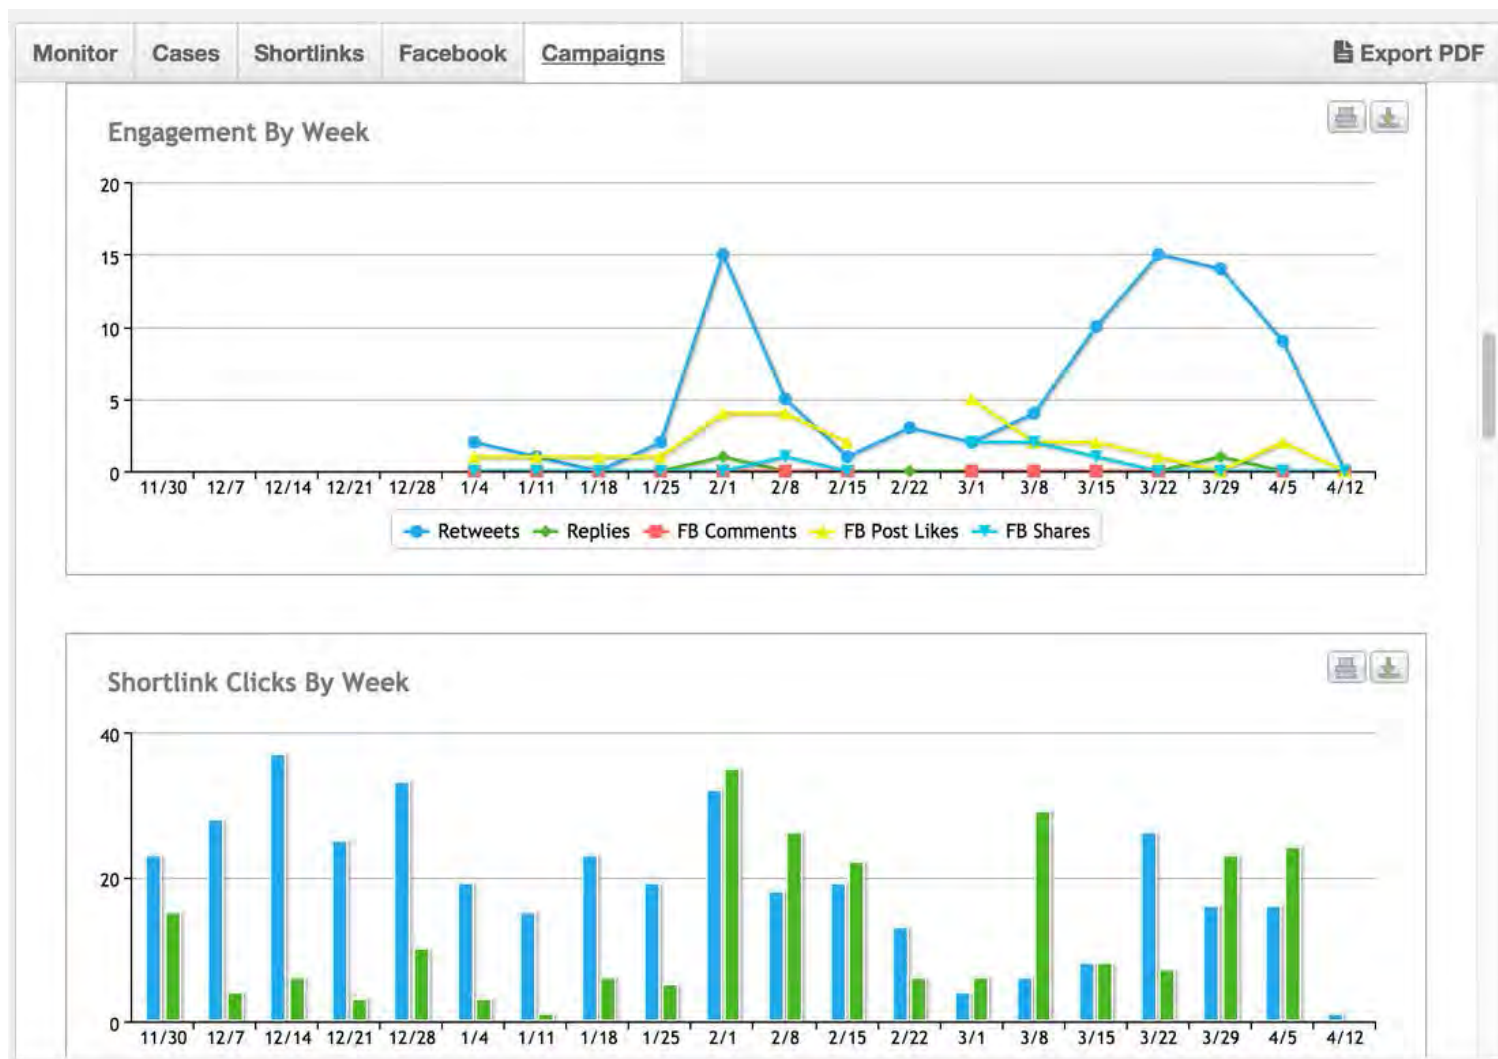 Monitor Cases Shortlinks Facebook Campaigns Export PDF
Engagement By Week
20
15
10
5
0
11/30 12/7 12/14 12/21 12/28 1/4 1/11 1/18 1/25 2/1 2/8 2/15 2/22 3/1 3/8 3/15 3/22 3/29 4/5 4/12
Retweets Replies FB Comments FB Post Likes FB Shares
Shortlink Clicks By Week
40
20
0
11/30 12/7 12/14 12/21 12/28 1/4 1/11 1/18 1/25 2/1 2/8 2/15 2/22 3/1 3/8 3/15 3/22 3/29 4/5 4/12